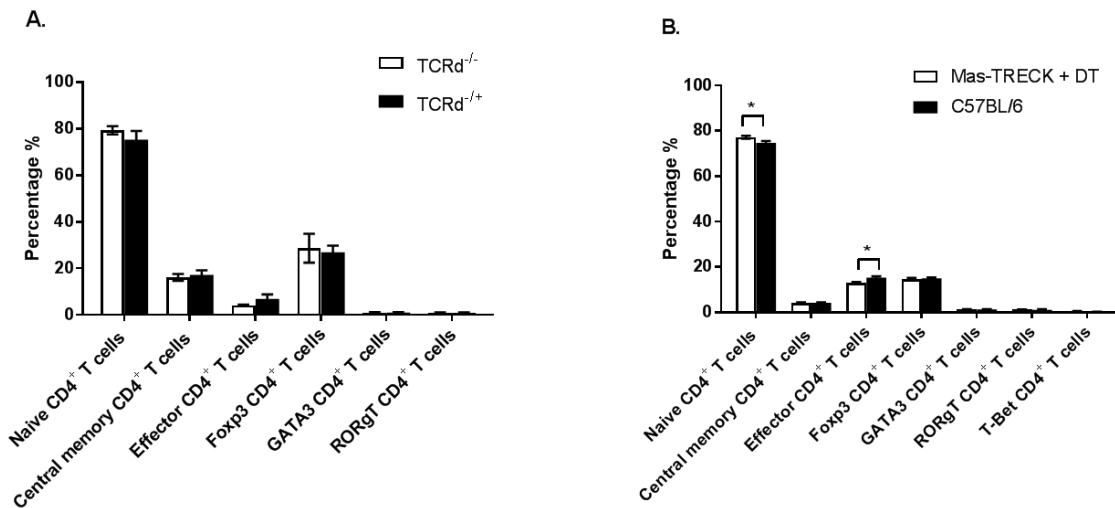 A.
TCRd-/-
TCRd-/+
Percentage %
100
80
60
40
20
0
Naive CD4+ T cells
Central memory CD4+ T cells
Effector CD4+ T cells
Foxp3 CD4+ T cells
GATA3 CD4+ T cells
RORgT CD4+ T cells
B.
Mas-TRECK + DT
C57BL/6
Percentage %
100
80
60
40
20
0
*
*
Naive CD4+ T cells
Central memory CD4+ T cells
Effector CD4+ T cells
Foxp3 CD4+ T cells
GATA3 CD4+ T cells
RORgT CD4+ T cells
T-Bet CD4+ T cells